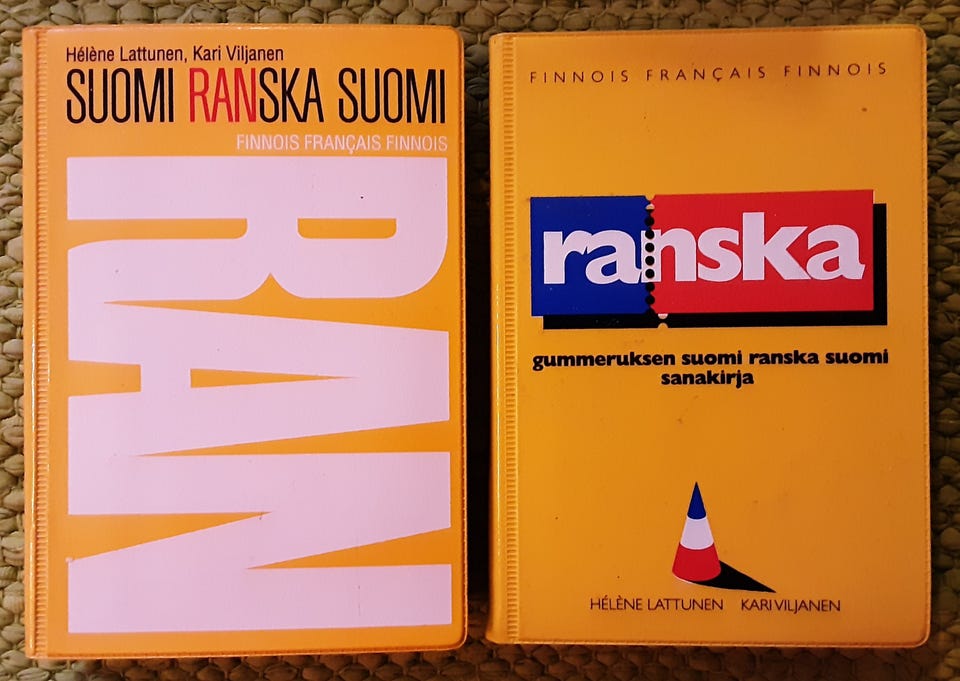 Hélène Lattunen, Kari Viljanen
SUOMI RANSKA SUOMI
FINNOIS FRANÇAIS FINNOIS
RAN
FINNOIS FRANÇAIS FINNOIS
ranska
gummeruksen suomi ranska suomi
sanakirja
HÉLÈNE LATTUNEN KARI VILJANEN